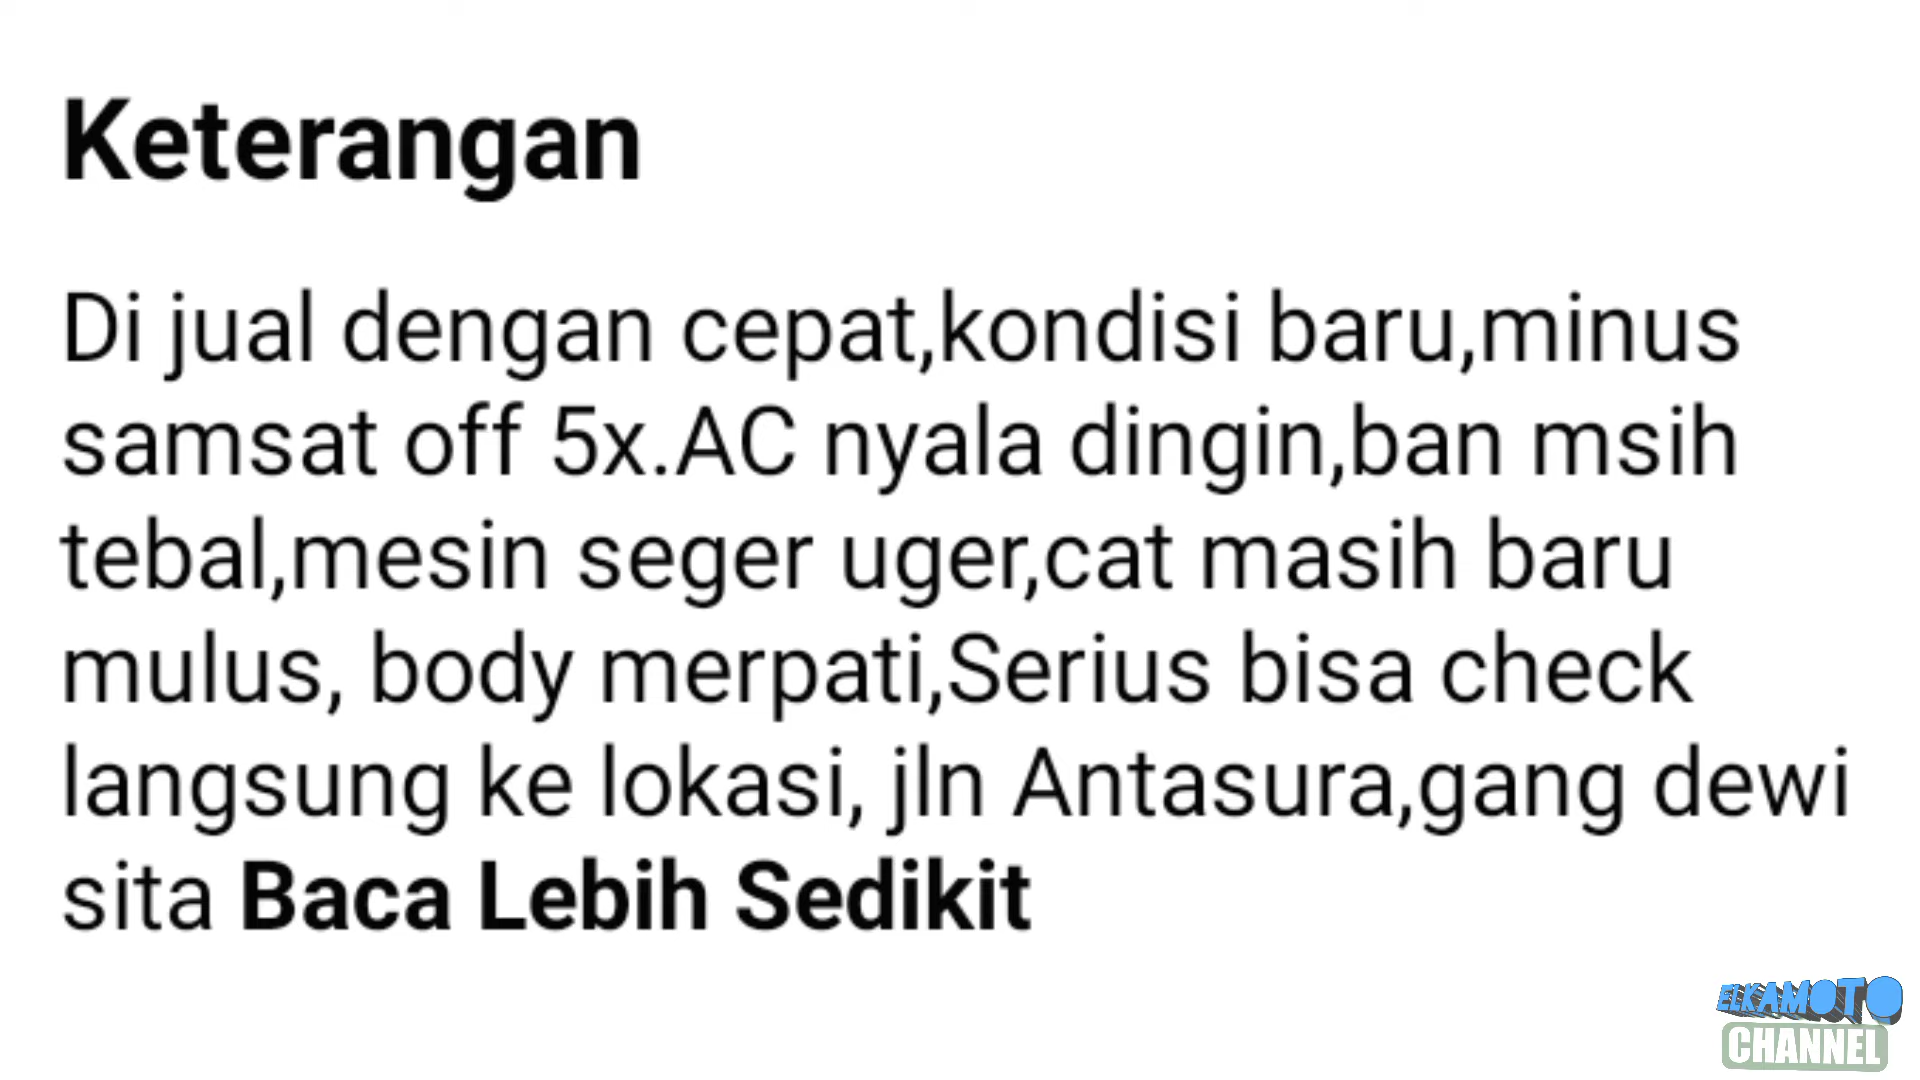 Keterangan
Di jual dengan cepat,kondisi baru,minus
samsat off 5x.AC nyala dingin,ban msih
tebal,mesin seger uger,cat masih baru
mulus, body merpati,Serius bisa check
langsung ke lokasi, jln Antasura,gang dewi
sita Baca Lebih Sedikit
ELKAMOTO
CHANNEL